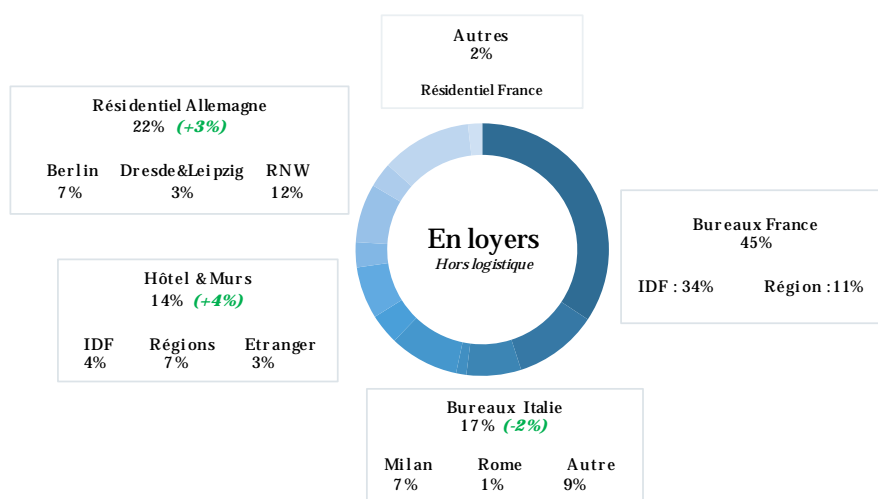 Autres
2%
Résidentiel France
Résidentiel Allemagne
22% (+3%)
Berlin Dresde&Leipzig RNW
7% 3% 12%
En loyers
Hors logistique
Bureaux France
45%
IDF : 34% Région : 11%
Hôtel & Murs
14% (+4%)
IDF Régions Etranger
4% 7% 3%
Bureaux Italie
17% (-2%)
Milan Rome Autre
7% 1% 9%